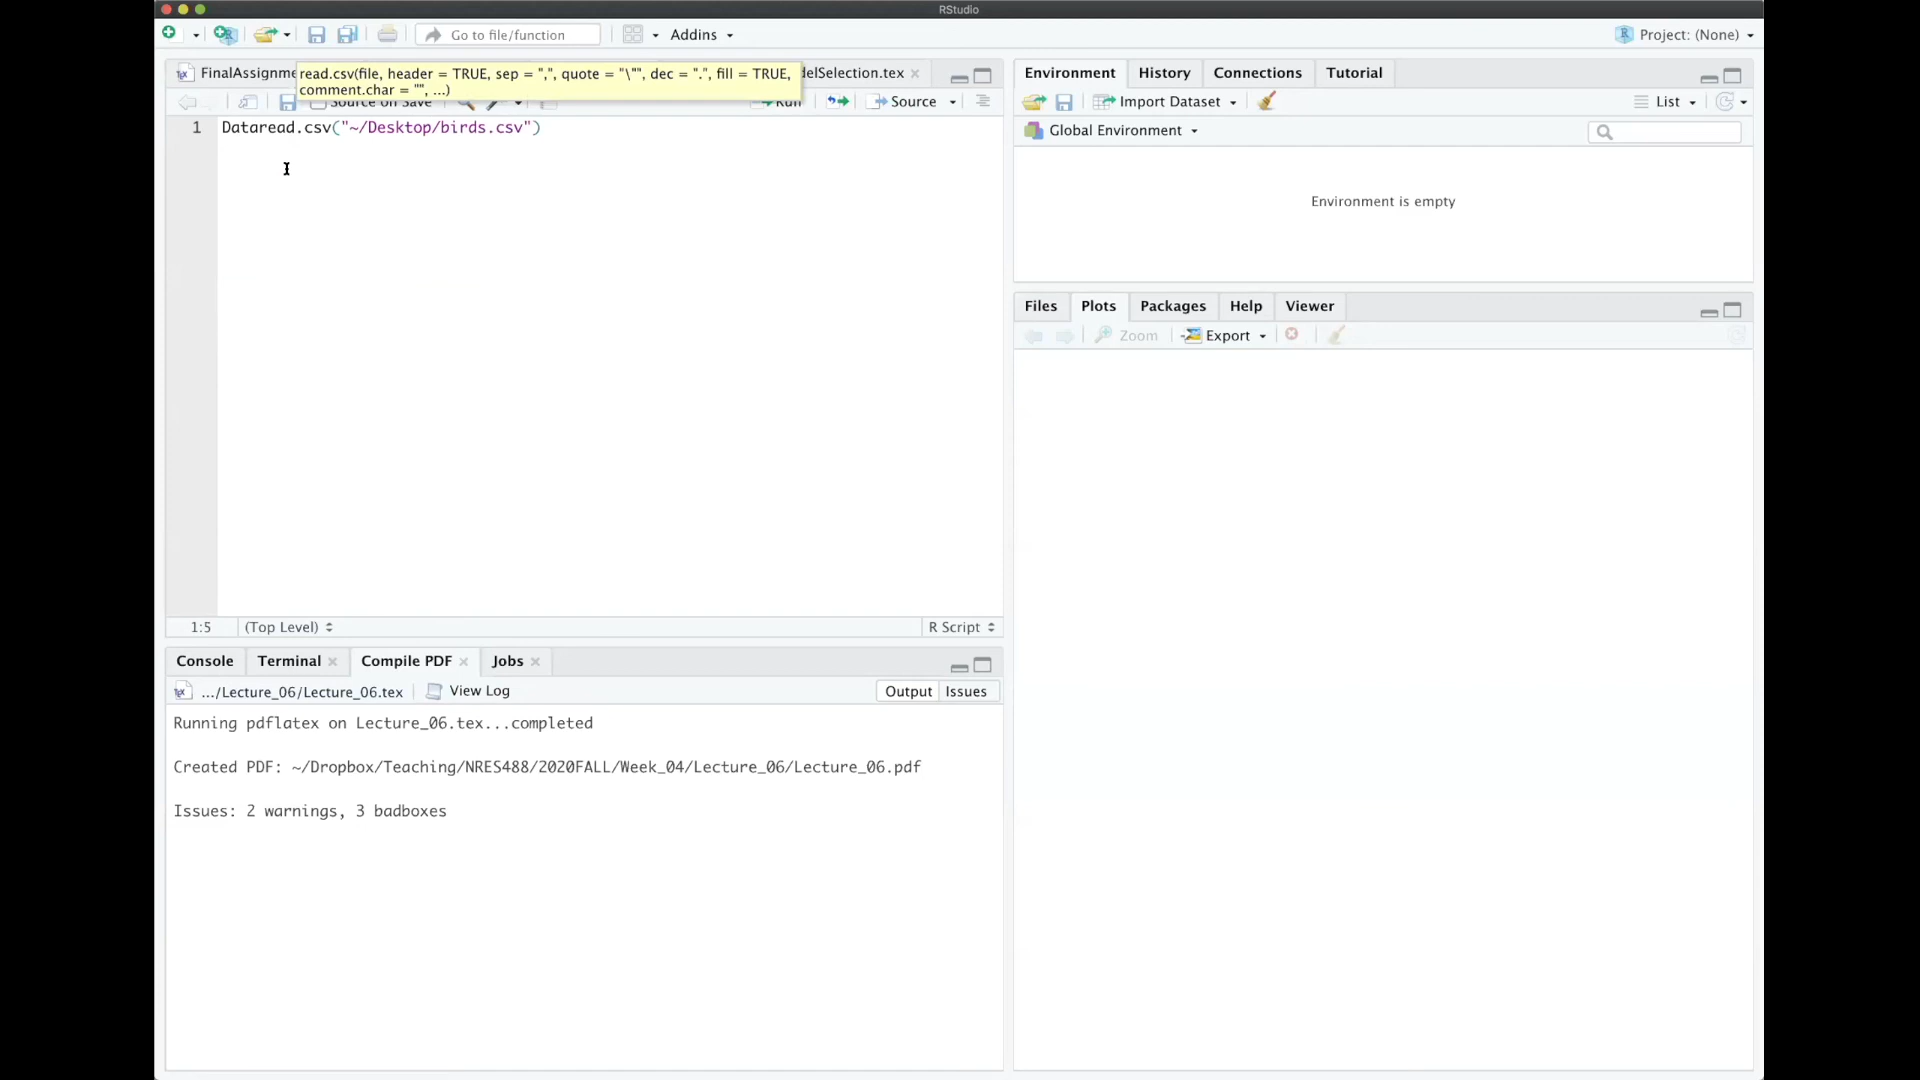 RStudio
Go to file/function
Addins
Project: (None)
FinalAssignme
elSelection.tex
read.csv(file, header = TRUE, sep = ",", quote = "\"", dec = ".", fill = TRUE,
comment.char = "", ...)
Source on Save
Run
Source
1 Dataread.csv("~/Desktop/birds.csv")
1:5
(Top Level)
R Script
Console
Terminal
Compile PDF
Jobs
.../Lecture_06/Lecture_06.tex
View Log
Output
Issues
Running pdflatex on Lecture_06.tex...completed
Created PDF: ~/Dropbox/Teaching/NRES488/2020FALL/Week_04/Lecture_06/Lecture_06.pdf
Issues: 2 warnings, 3 badboxes
Environment
History
Connections
Tutorial
Import Dataset
List
Global Environment
Environment is empty
Files
Plots
Packages
Help
Viewer
Zoom
Export